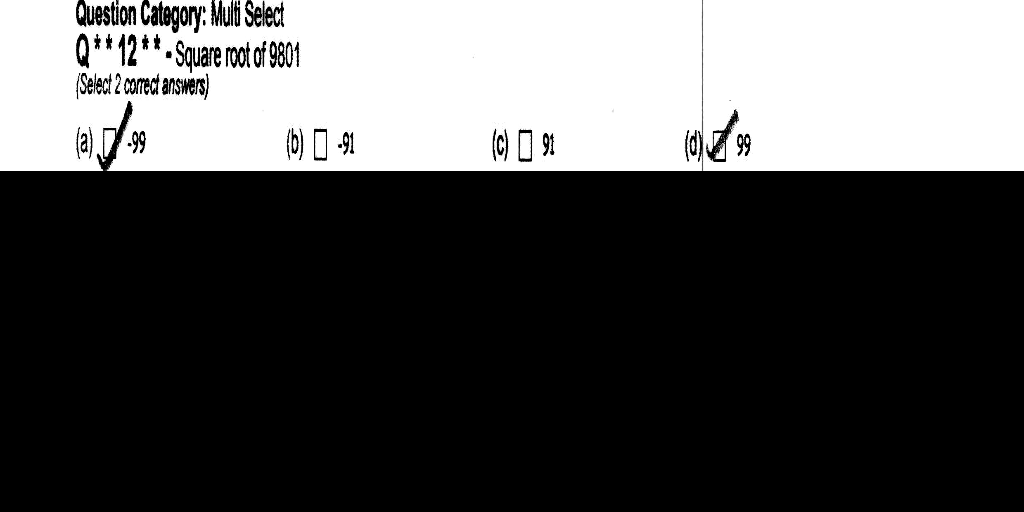 Question Category: Multi Select
Q**12** - Square root of 9801
(Select 2 correct answers)
(a) ☑ -99 (b) ☐ -91 (c) ☐ 91 (d) ☑ 99